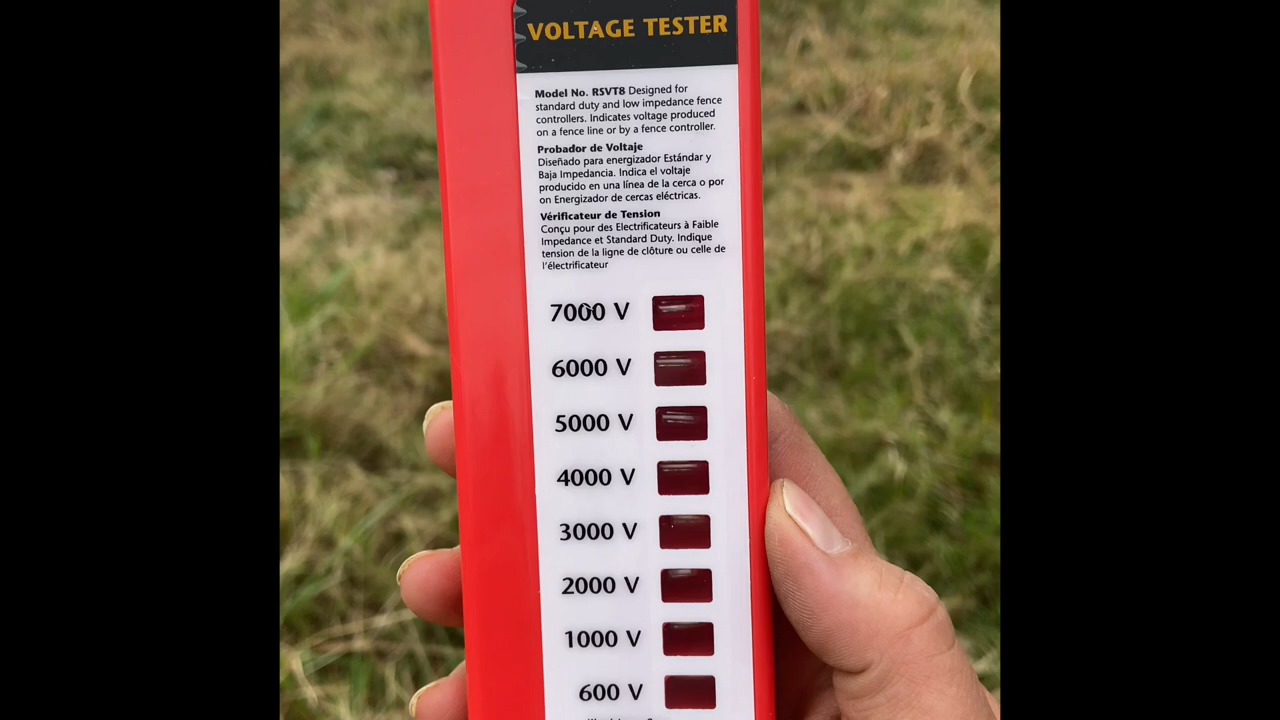 VOLTAGE TESTER
Model No. RSVT8 Designed for
standard duty and low impedance fence
controllers. Indicates voltage produced
on a fence line or by a fence controller.
Probador de Voltaje
Diseñado para energizador Estándar y
Baja Impedancia. Indica el voltaje
producido en una línea de la cerca o por
on Energizador de cercas eléctricas.
Vérificateur de Tension
Conçu pour des Electrificateurs à Faible
Impedance et Standard Duty. Indique
tension de la ligne de clôture ou celle de
l'électrificateur
7000 V
6000 V
5000 V
4000 V
3000 V
2000 V
1000 V
600 V